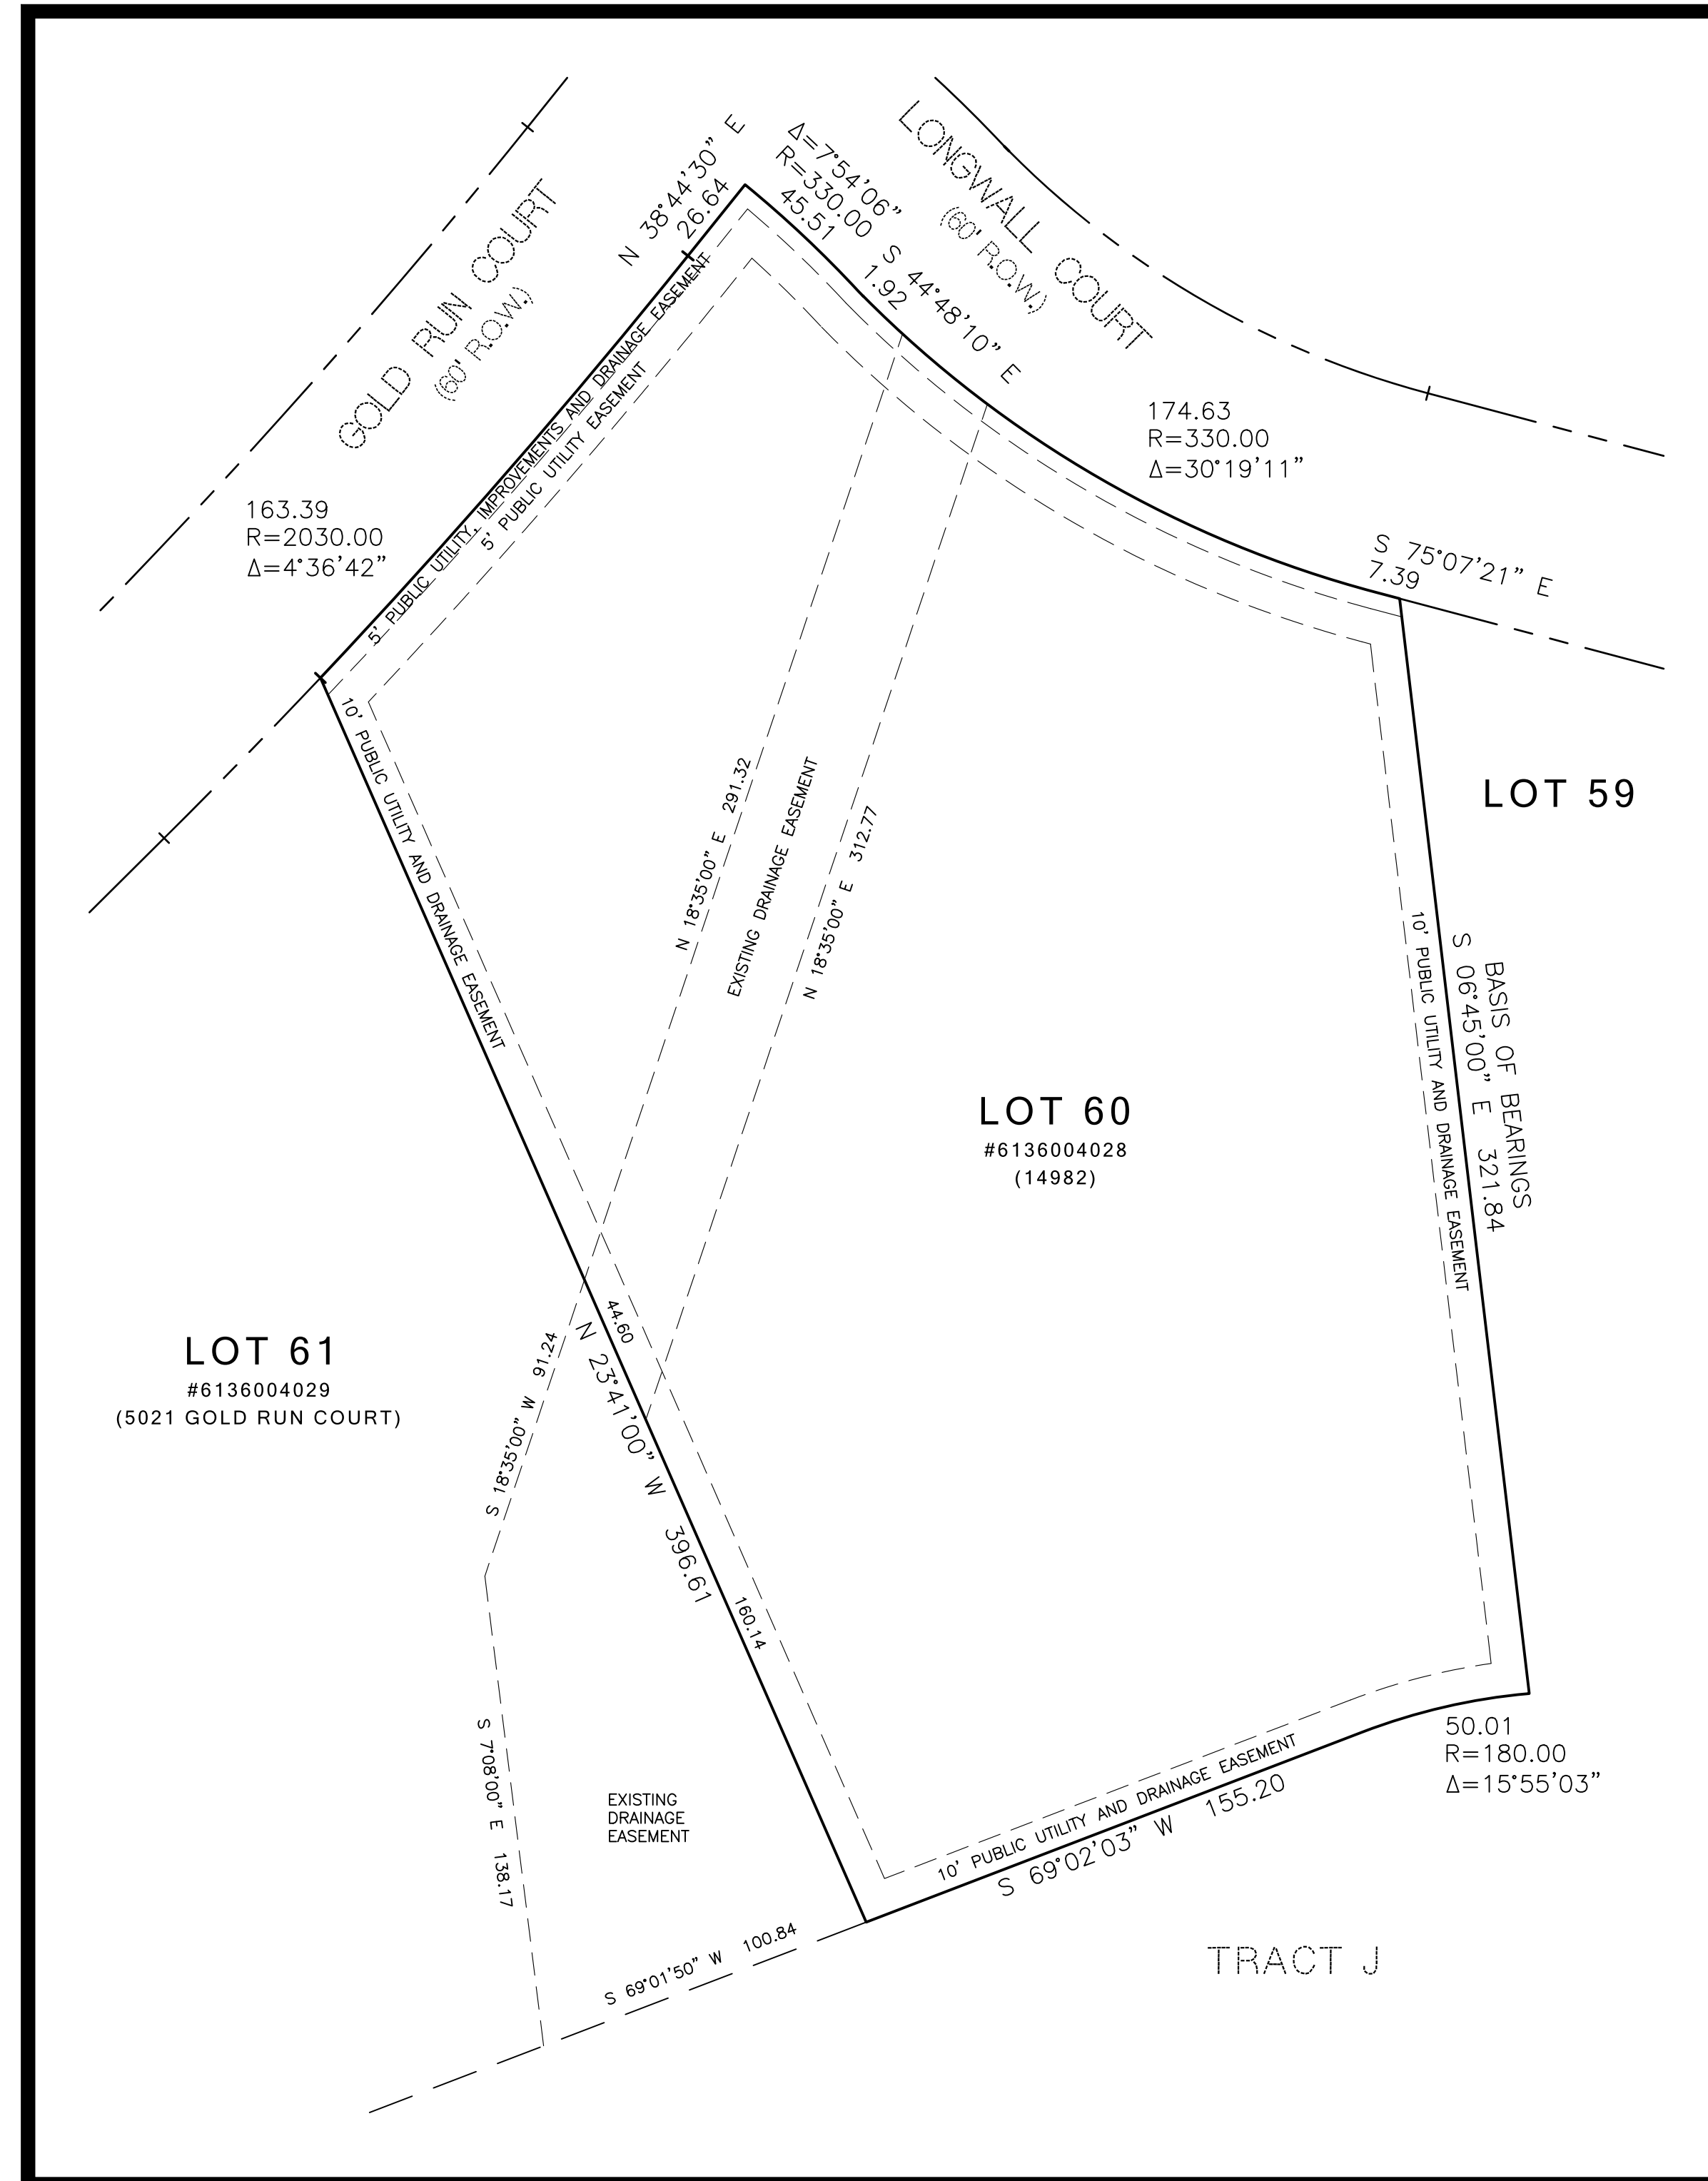 N 38°44'30" E
26.64
Δ=7°54'06"
R=330.00
45.51
S 44°48'10" E
1.92
LONGWALL COURT
(60' R.O.W.)
GOLD RUN COURT
(60' R.O.W.)
5' PUBLIC UTILITY, IMPROVEMENTS AND DRAINAGE EASEMENT
5' PUBLIC UTILITY EASEMENT
174.63
R=330.00
Δ=30°19'11"
163.39
R=2030.00
Δ=4°36'42"
S 75°07'21" E
7.39
10' PUBLIC UTILITY AND DRAINAGE EASEMENT
N 18°35'00" E 291.32
EXISTING DRAINAGE EASEMENT
N 18°35'00" E 312.77
LOT 59
10' PUBLIC UTILITY AND DRAINAGE EASEMENT
BASIS OF BEARINGS
S 06°45'00" E 321.84
LOT 60
#6136004028
(14982)
44.60
N 23°41'00" W 396.61
160.14
LOT 61
#6136004029
(5021 GOLD RUN COURT)
S 18°35'00" W 91.24
S 7°08'00" E 138.17
EXISTING
DRAINAGE
EASEMENT
50.01
R=180.00
Δ=15°55'03"
10' PUBLIC UTILITY AND DRAINAGE EASEMENT
S 69°02'03" W 155.20
S 69°01'50" W 100.84
TRACT J